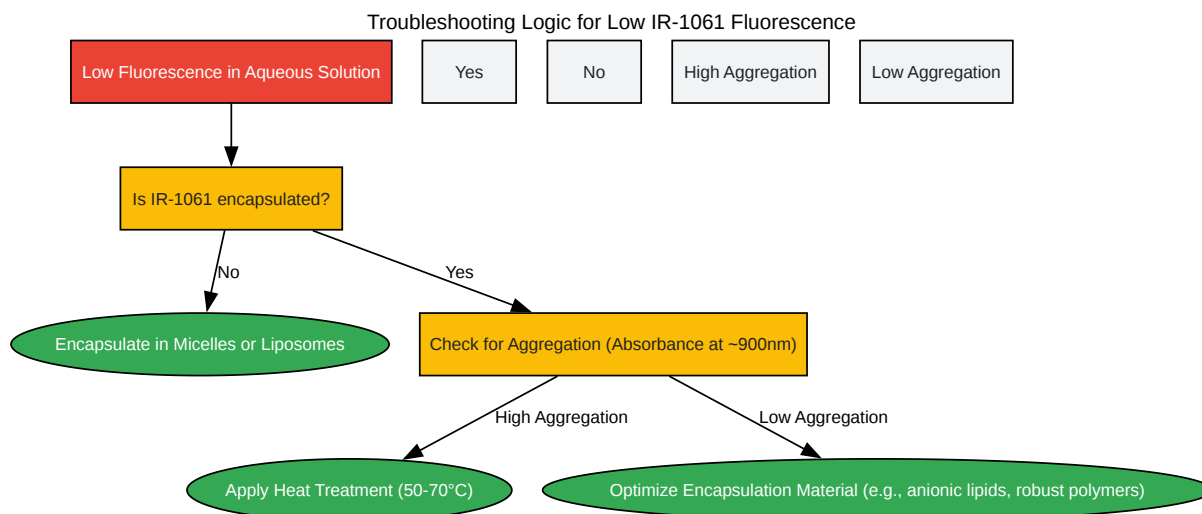 Troubleshooting Logic for Low IR-1061 Fluorescence
Low Fluorescence in Aqueous Solution
Yes
No
High Aggregation
Low Aggregation
Is IR-1061 encapsulated?
No
Yes
Encapsulate in Micelles or Liposomes
Check for Aggregation (Absorbance at ~900nm)
High Aggregation
Low Aggregation
Apply Heat Treatment (50-70°C)
Optimize Encapsulation Material (e.g., anionic lipids, robust polymers)